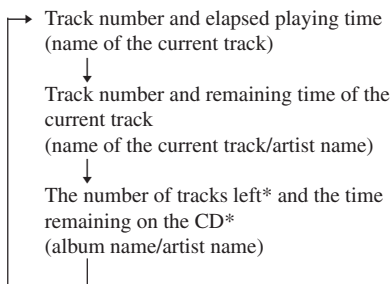 Track number and elapsed playing time
(name of the current track)
Track number and remaining time of the
current track
(name of the current track/artist name)
The number of tracks left* and the time
remaining on the CD*
(album name/artist name)